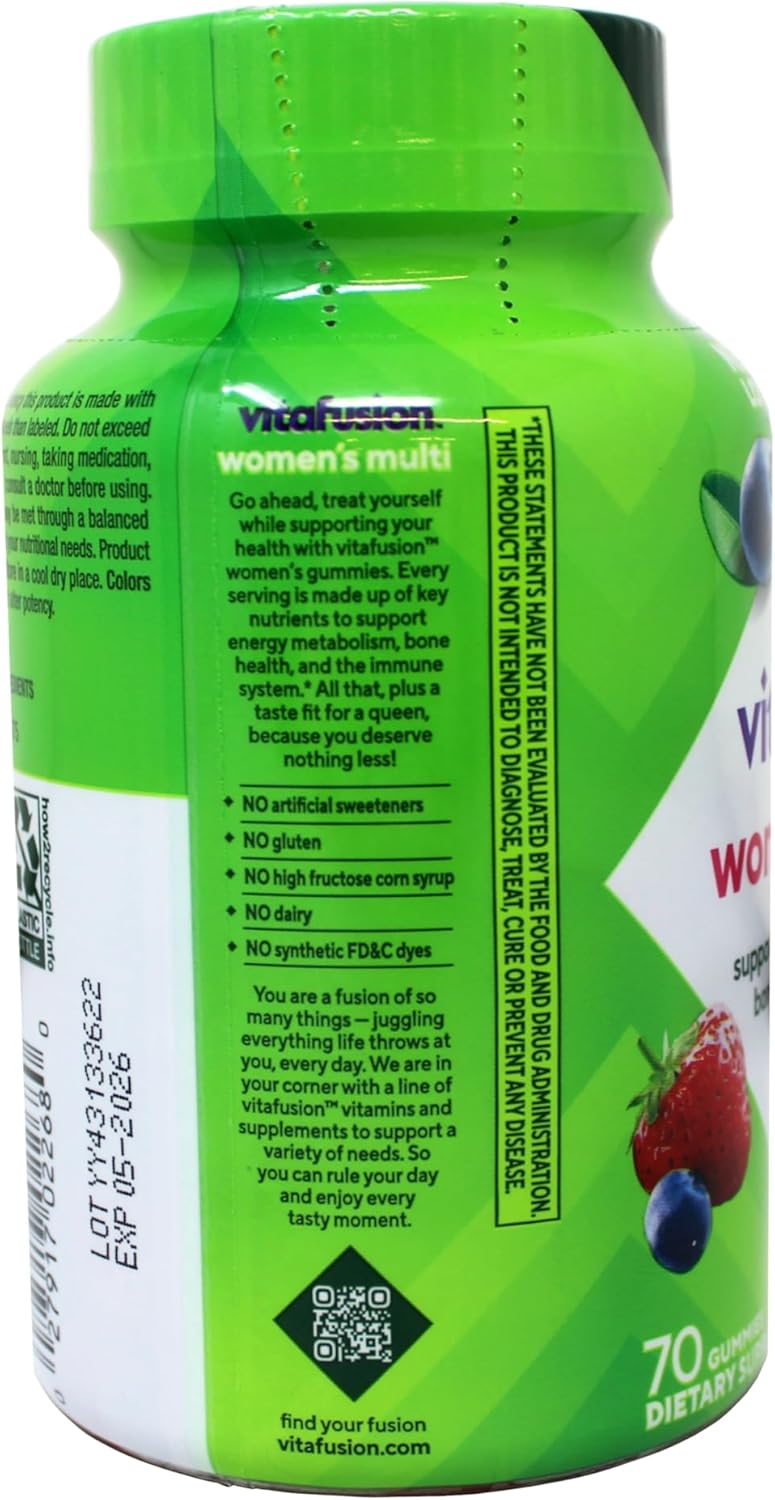 this product is made with
than labeled. Do not exceed
nursing, taking medication,
consult a doctor before using.
be met through a balanced
nutritional needs. Product
in a cool dry place. Colors
alter potency.
how2recycle.info
LOT YY43133622
EXP 05-2026
0 27917 02268 0
vitafusion™
women's multi
Go ahead, treat yourself
while supporting your
health with vitafusion™
women's gummies. Every
serving is made up of key
nutrients to support
energy metabolism, bone
health, and the immune
system.* All that, plus a
taste fit for a queen,
because you deserve
nothing less!
NO artificial sweeteners
NO gluten
NO high fructose corn syrup
NO dairy
NO synthetic FD&C dyes
You are a fusion of so
many things – juggling
everything life throws at
you, every day. We are in
your corner with a line of
vitafusion™ vitamins and
supplements to support a
variety of needs. So
you can rule your day
and enjoy every
tasty moment.
find your fusion
vitafusion.com
*THESE STATEMENTS HAVE NOT BEEN EVALUATED BY THE FOOD AND DRUG ADMINISTRATION.
THIS PRODUCT IS NOT INTENDED TO DIAGNOSE, TREAT, CURE OR PREVENT ANY DISEASE.
70 GUMMIES
DIETARY